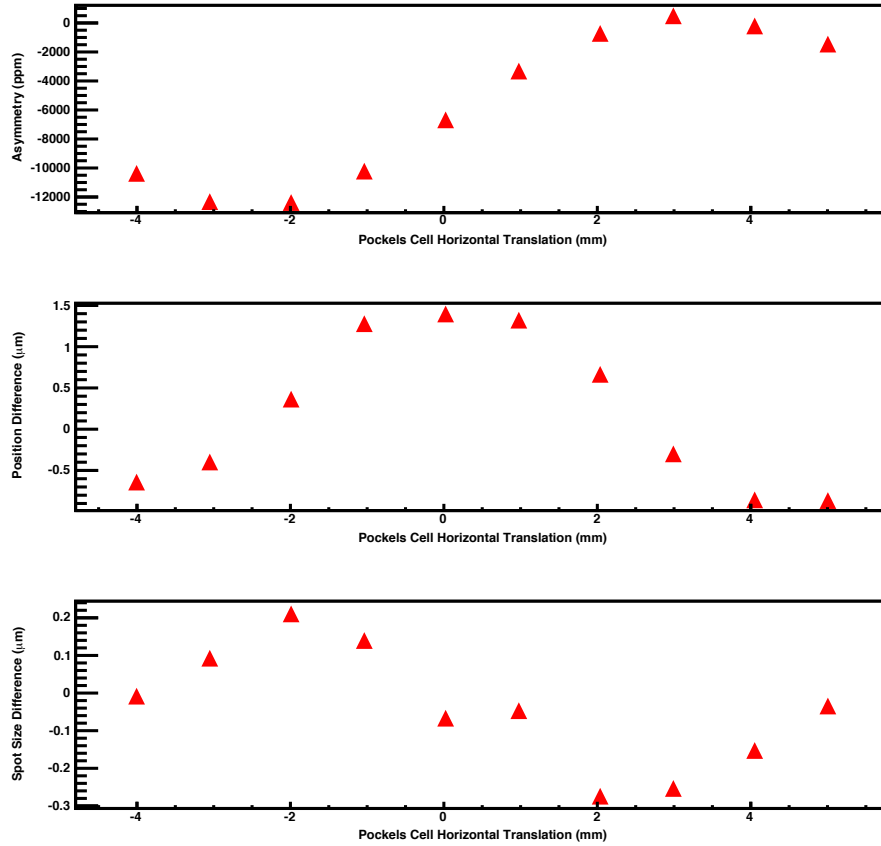 Asymmetry (ppm)
0
-2000
-4000
-6000
-8000
-10000
-12000
-4 -2 0 2 4
Pockels Cell Horizontal Translation (mm)
Position Difference (μm)
1.5
1
0.5
0
-0.5
-4 -2 0 2 4
Pockels Cell Horizontal Translation (mm)
Spot Size Difference (μm)
0.2
0.1
0
-0.1
-0.2
-0.3
-4 -2 0 2 4
Pockels Cell Horizontal Translation (mm)